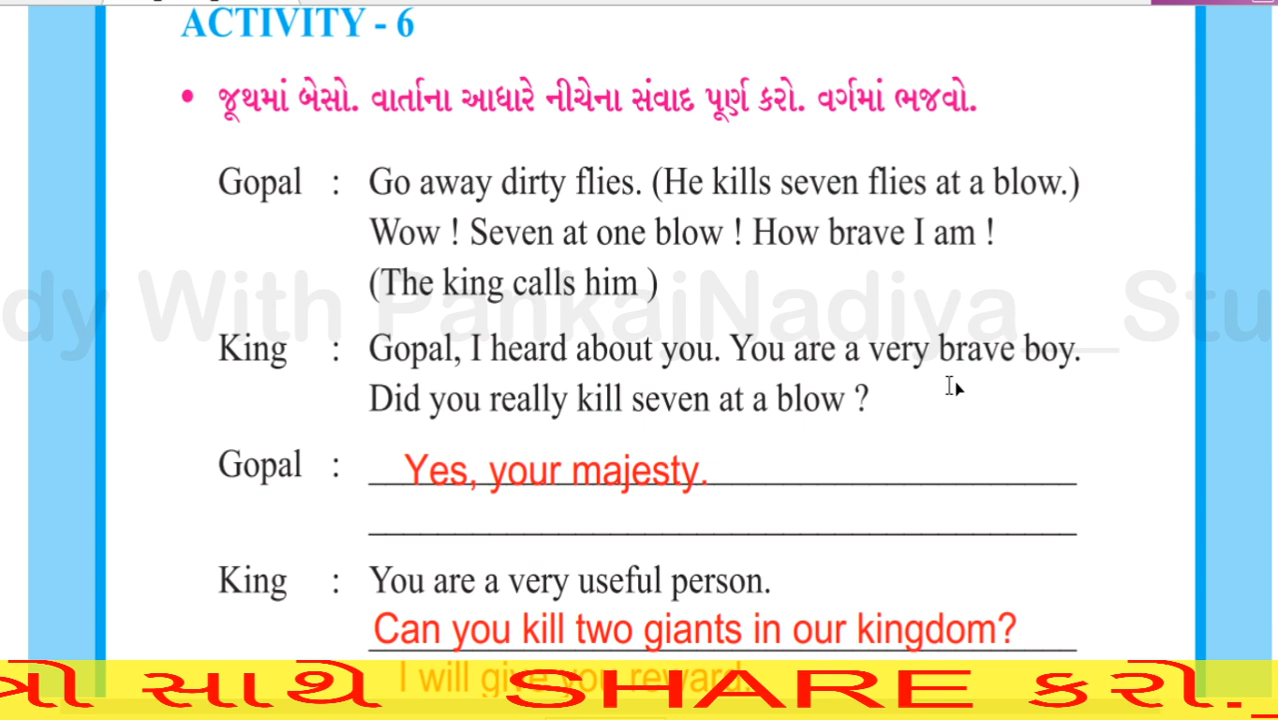 ACTIVITY - 6
• જૂથમાં બેસો. વાર્તાના આધારે નીચેના સંવાદ પૂર્ણ કરો. વર્ગમાં ભજવો.
Gopal : Go away dirty flies. (He kills seven flies at a blow.)
Wow ! Seven at one blow ! How brave I am !
(The king calls him )
dy With PankajNadiya__Stu
King : Gopal, I heard about you. You are a very brave boy.
Did you really kill seven at a blow ?
Gopal : Yes, your majesty.
King : You are a very useful person.
Can you kill two giants in our kingdom?
I will give you reward.
ત્રો સાથે SHARE કરો.